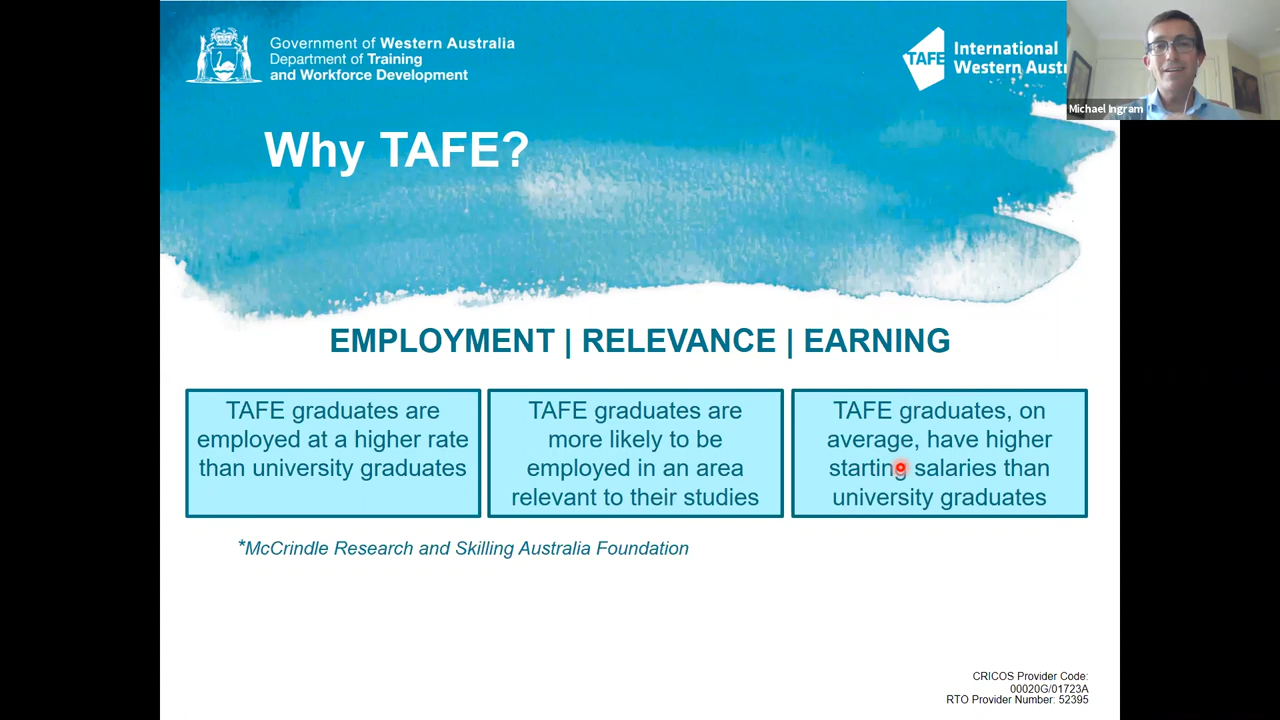 Government of Western Australia
Department of Training
and Workforce Development
TAFE International
Western Austr
Michael Ingram
Why TAFE?
EMPLOYMENT | RELEVANCE | EARNING
TAFE graduates are
employed at a higher rate
than university graduates
TAFE graduates are
more likely to be
employed in an area
relevant to their studies
TAFE graduates, on
average, have higher
starting salaries than
university graduates
*McCrindle Research and Skilling Australia Foundation
CRICOS Provider Code:
00020G/01723A
RTO Provider Number: 52395